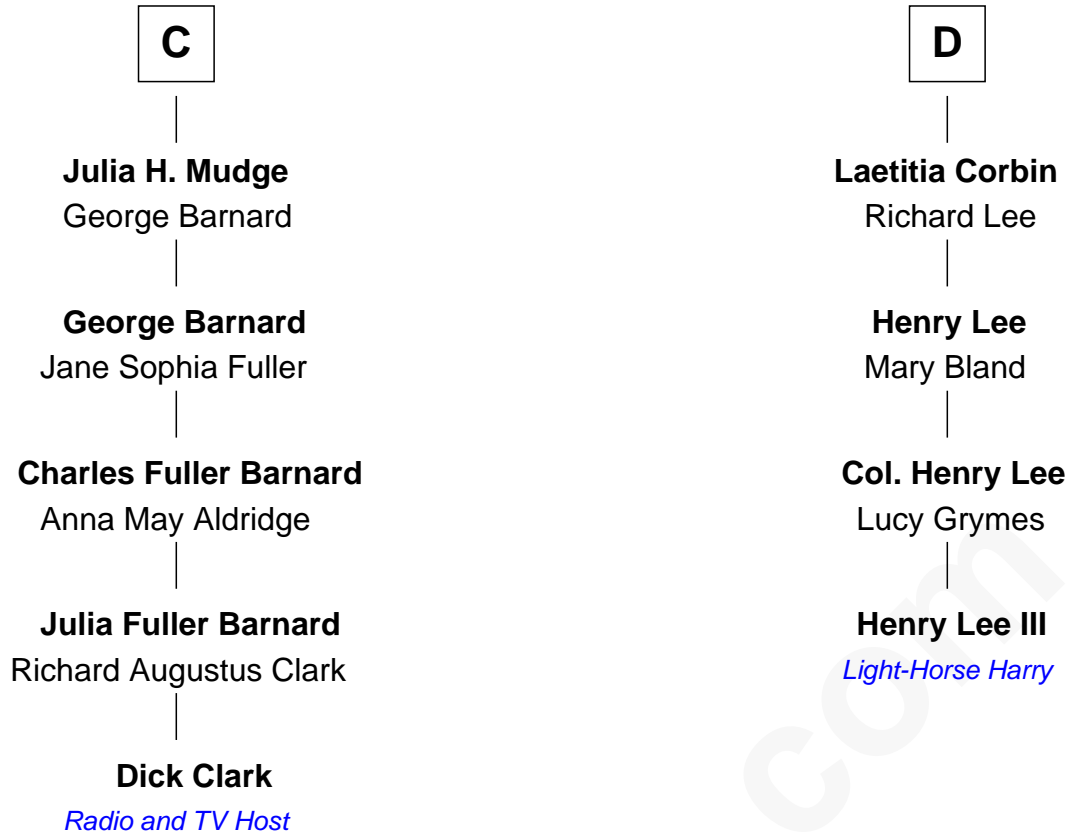 C
Julia H. Mudge
George Barnard
George Barnard
Jane Sophia Fuller
Charles Fuller Barnard
Anna May Aldridge
Julia Fuller Barnard
Richard Augustus Clark
Dick Clark
Radio and TV Host
D
Laetitia Corbin
Richard Lee
Henry Lee
Mary Bland
Col. Henry Lee
Lucy Grymes
Henry Lee III
Light-Horse Harry
com